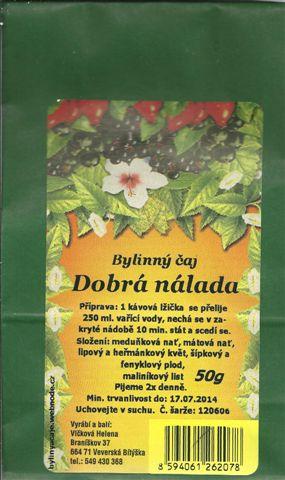 Bylinný čaj
Dobrá nálada
Příprava: 1 kávová lžička se přelije
250 ml. vařící vody, nechá se v za-
kryté nádobě 10 min. stát a scedí se.
Složení: meduňková nať, mátová nať,
lipový a heřmánkový květ, šípkový a
fenyklový plod,
maliníkový list 50g
Pijeme 2x denně.
Min. trvanlivost do: 17.07.2014
Uchovejte v suchu. Č. šarže: 120606
Vyrábí a balí:
Vlčková Helena
Braníškov 37
664 71 Veverská Bítýška
tel.: 549 430 368
8 594061 262078
bylinnycaje.webnode.cz